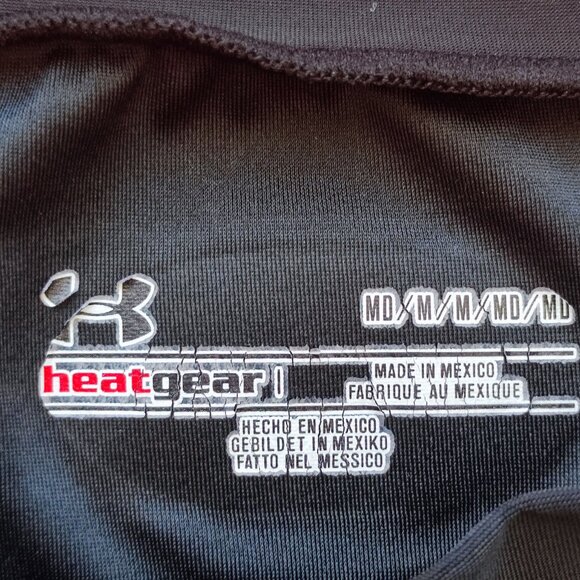 MD/M/M/MD/MD
heatgear
MADE IN MEXICO
FABRIQUE AU MEXIQUE
HECHO EN MEXICO
GEBILDET IN MEXIKO
FATTO NEL MESSICO